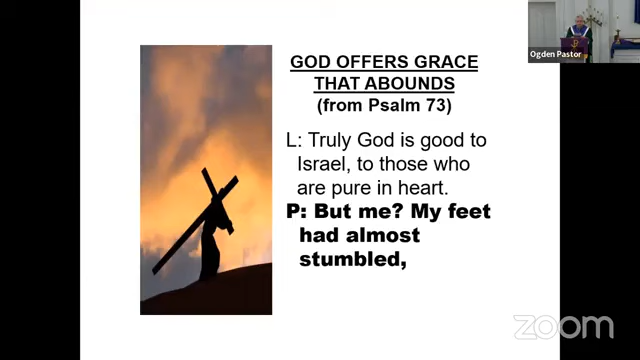 GOD OFFERS GRACE
THAT ABOUNDS
(from Psalm 73)
L: Truly God is good to
Israel, to those who
are pure in heart.
P: But me? My feet
had almost
stumbled,
Ogden Pastor
zoom